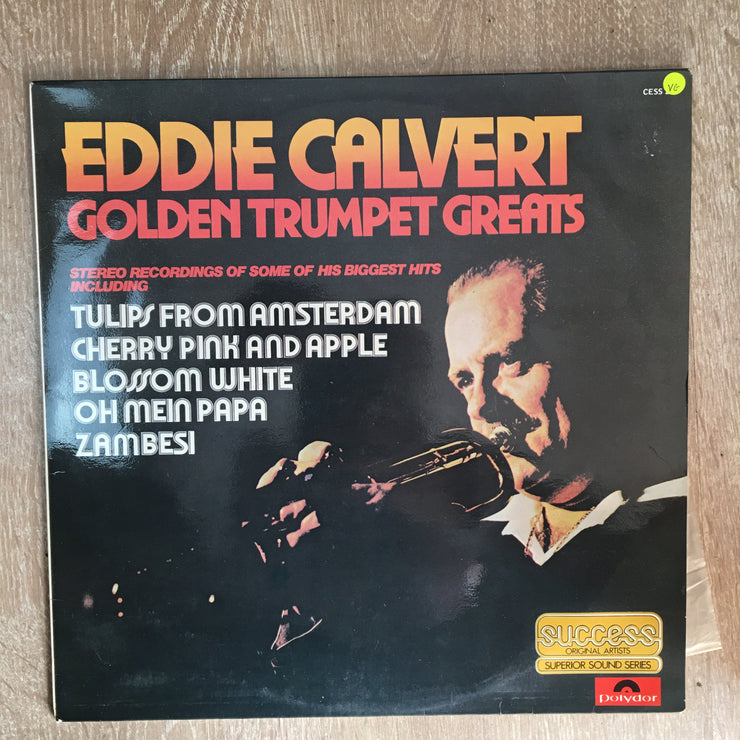 CESS
VG
EDDIE CALVERT
GOLDEN TRUMPET GREATS
STEREO RECORDINGS OF SOME OF HIS BIGGEST HITS
INCLUDING
TULIPS FROM AMSTERDAM
CHERRY PINK AND APPLE
BLOSSOM WHITE
OH MEIN PAPA
ZAMBESI
success
ORIGINAL ARTISTS
SUPERIOR SOUND SERIES
Polydor